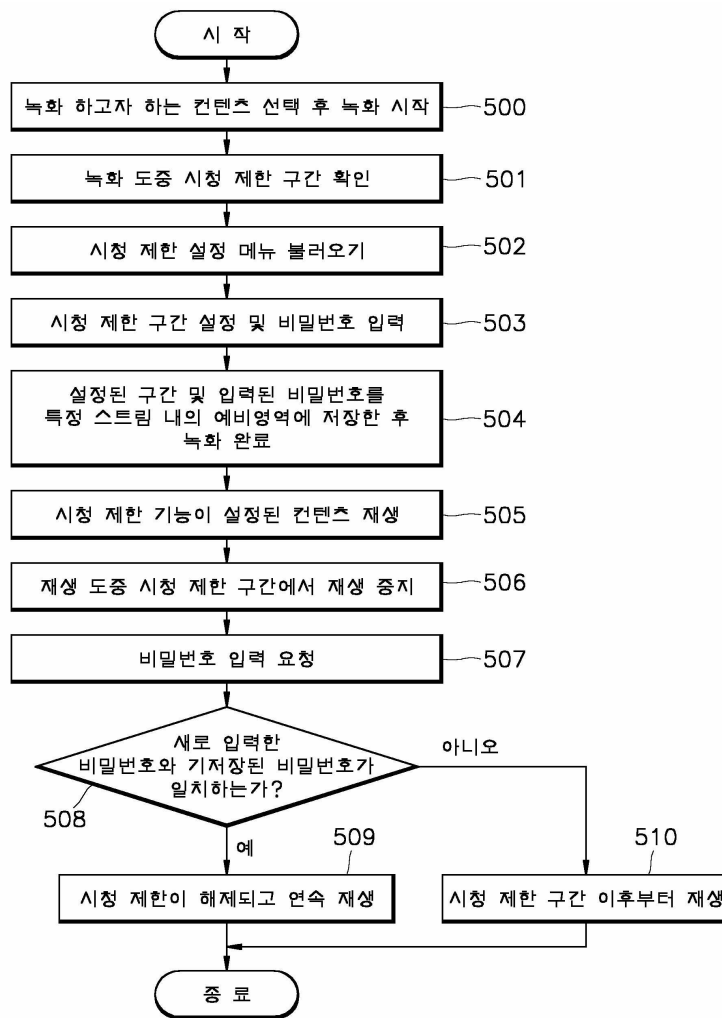 시 작
녹화 하고자 하는 컨텐츠 선택 후 녹화 시작
500
녹화 도중 시청 제한 구간 확인
501
시청 제한 설정 메뉴 불러오기
502
시청 제한 구간 설정 및 비밀번호 입력
503
설정된 구간 및 입력된 비밀번호를
특정 스트림 내의 예비영역에 저장한 후
녹화 완료
504
시청 제한 기능이 설정된 컨텐츠 재생
505
재생 도중 시청 제한 구간에서 재생 중지
506
비밀번호 입력 요청
507
새로 입력한
비밀번호와 기저장된 비밀번호가
일치하는가?
508
아니오
예
509
시청 제한이 해제되고 연속 재생
510
시청 제한 구간 이후부터 재생
종 료